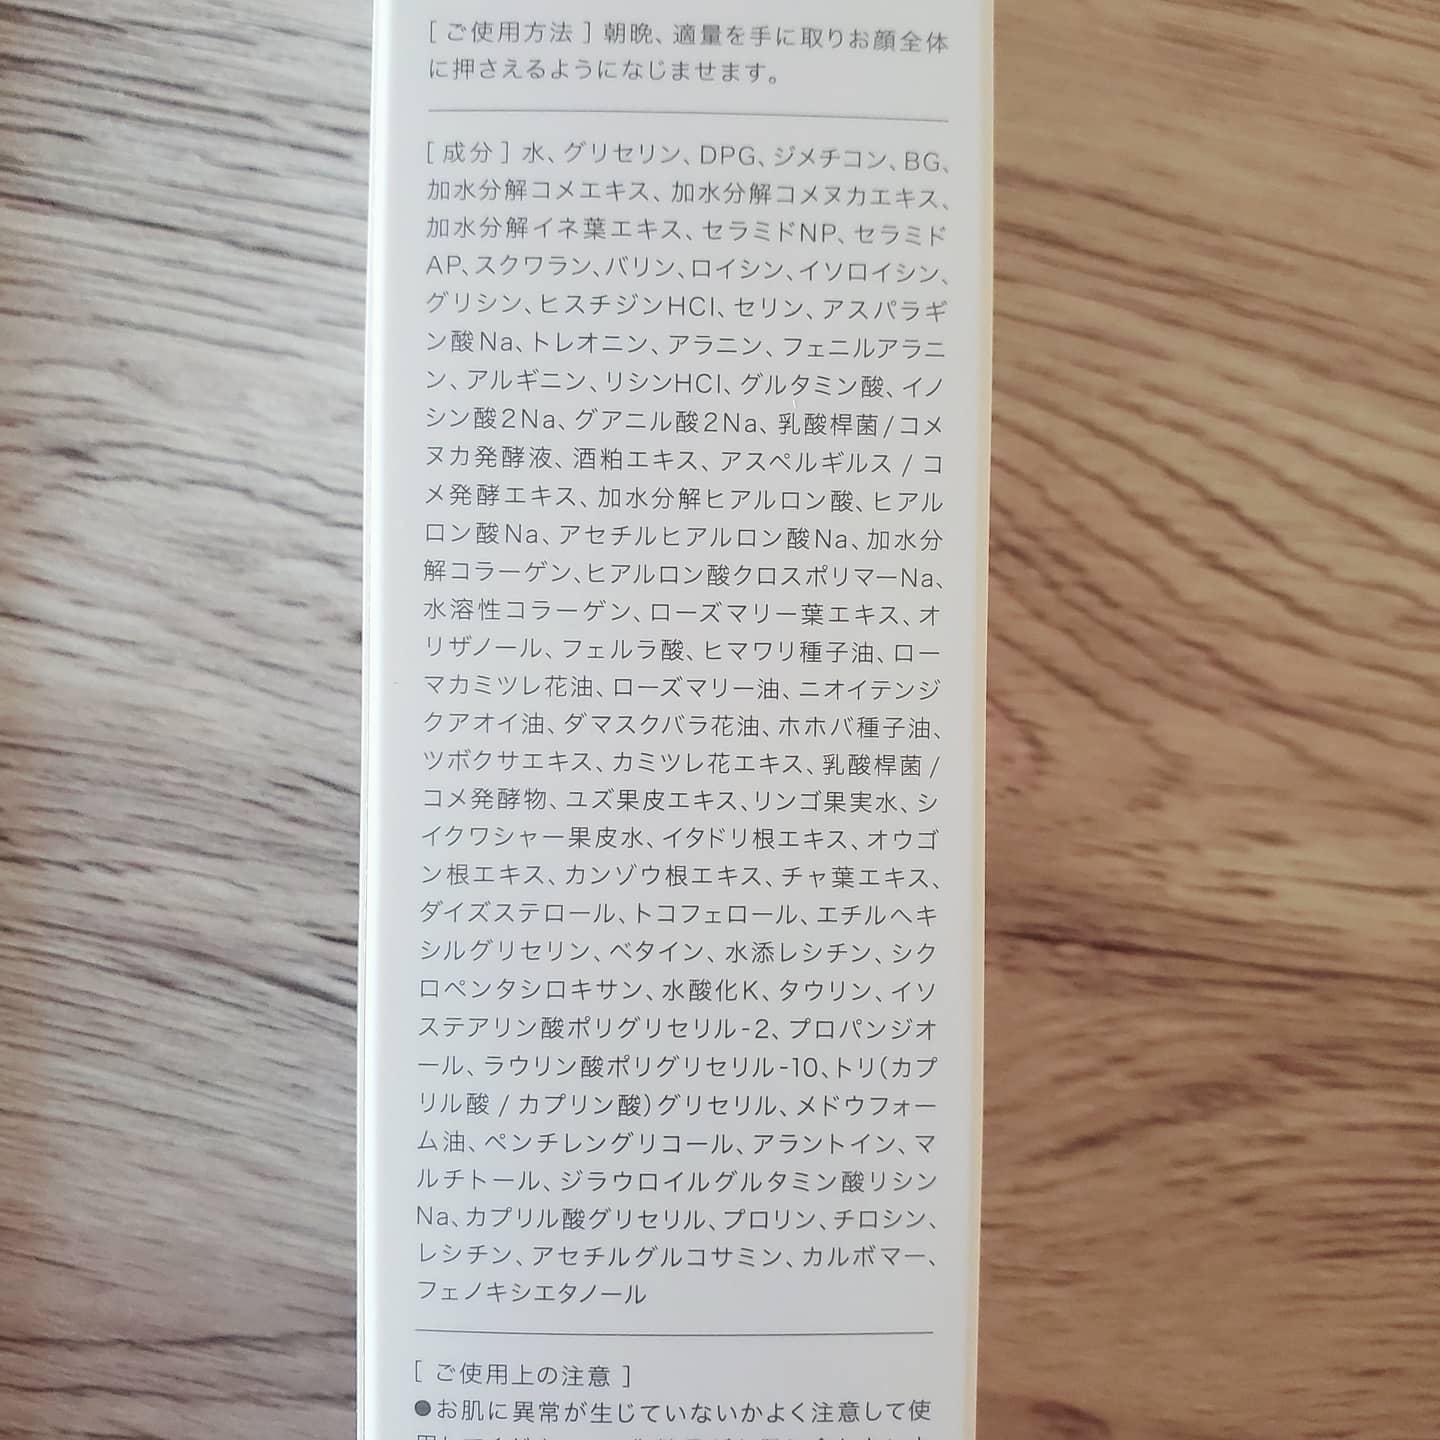 [ ご使用方法 ] 朝晩、適量を手に取りお顔全体
に押さえるようになじませます。
[ 成分 ] 水、グリセリン、DPG、ジメチコン、BG、
加水分解コメエキス、加水分解コメヌカエキス、
加水分解イネ葉エキス、セラミドNP、セラミド
AP、スクワラン、バリン、ロイシン、イソロイシン、
グリシン、ヒスチジンHCl、セリン、アスパラギ
ン酸Na、トレオニン、アラニン、フェニルアラニ
ン、アルギニン、リシンHCl、グルタミン酸、イノ
シン酸2Na、グアニル酸2Na、乳酸桿菌/コメ
ヌカ発酵液、酒粕エキス、アスペルギルス / コ
メ発酵エキス、加水分解ヒアルロン酸、ヒアル
ロン酸Na、アセチルヒアルロン酸Na、加水分
解コラーゲン、ヒアルロン酸クロスポリマーNa、
水溶性コラーゲン、ローズマリー葉エキス、オ
リザノール、フェルラ酸、ヒマワリ種子油、ロー
マカミツレ花油、ローズマリー油、ニオイテンジ
クアオイ油、ダマスクバラ花油、ホホバ種子油、
ツボクサエキス、カミツレ花エキス、乳酸桿菌 /
コメ発酵物、ユズ果皮エキス、リンゴ果実水、シ
イクワシャー果皮水、イタドリ根エキス、オウゴ
ン根エキス、カンゾウ根エキス、チャ葉エキス、
ダイズステロール、トコフェロール、エチルヘキ
シルグリセリン、ベタイン、水添レシチン、シク
ロペンタシロキサン、水酸化K、タウリン、イソ
ステアリン酸ポリグリセリル-2、プロパンジオ
ール、ラウリン酸ポリグリセリル-10、トリ(カプ
リル酸 / カプリン酸)グリセリル、メドウフォー
ム油、ペンチレングリコール、アラントイン、マ
ルチトール、ジラウロイルグルタミン酸リシン
Na、カプリル酸グリセリル、プロリン、チロシン、
レシチン、アセチルグルコサミン、カルボマー、
フェノキシエタノール
[ ご使用上の注意 ]
●お肌に異常が生じていないかよく注意して使